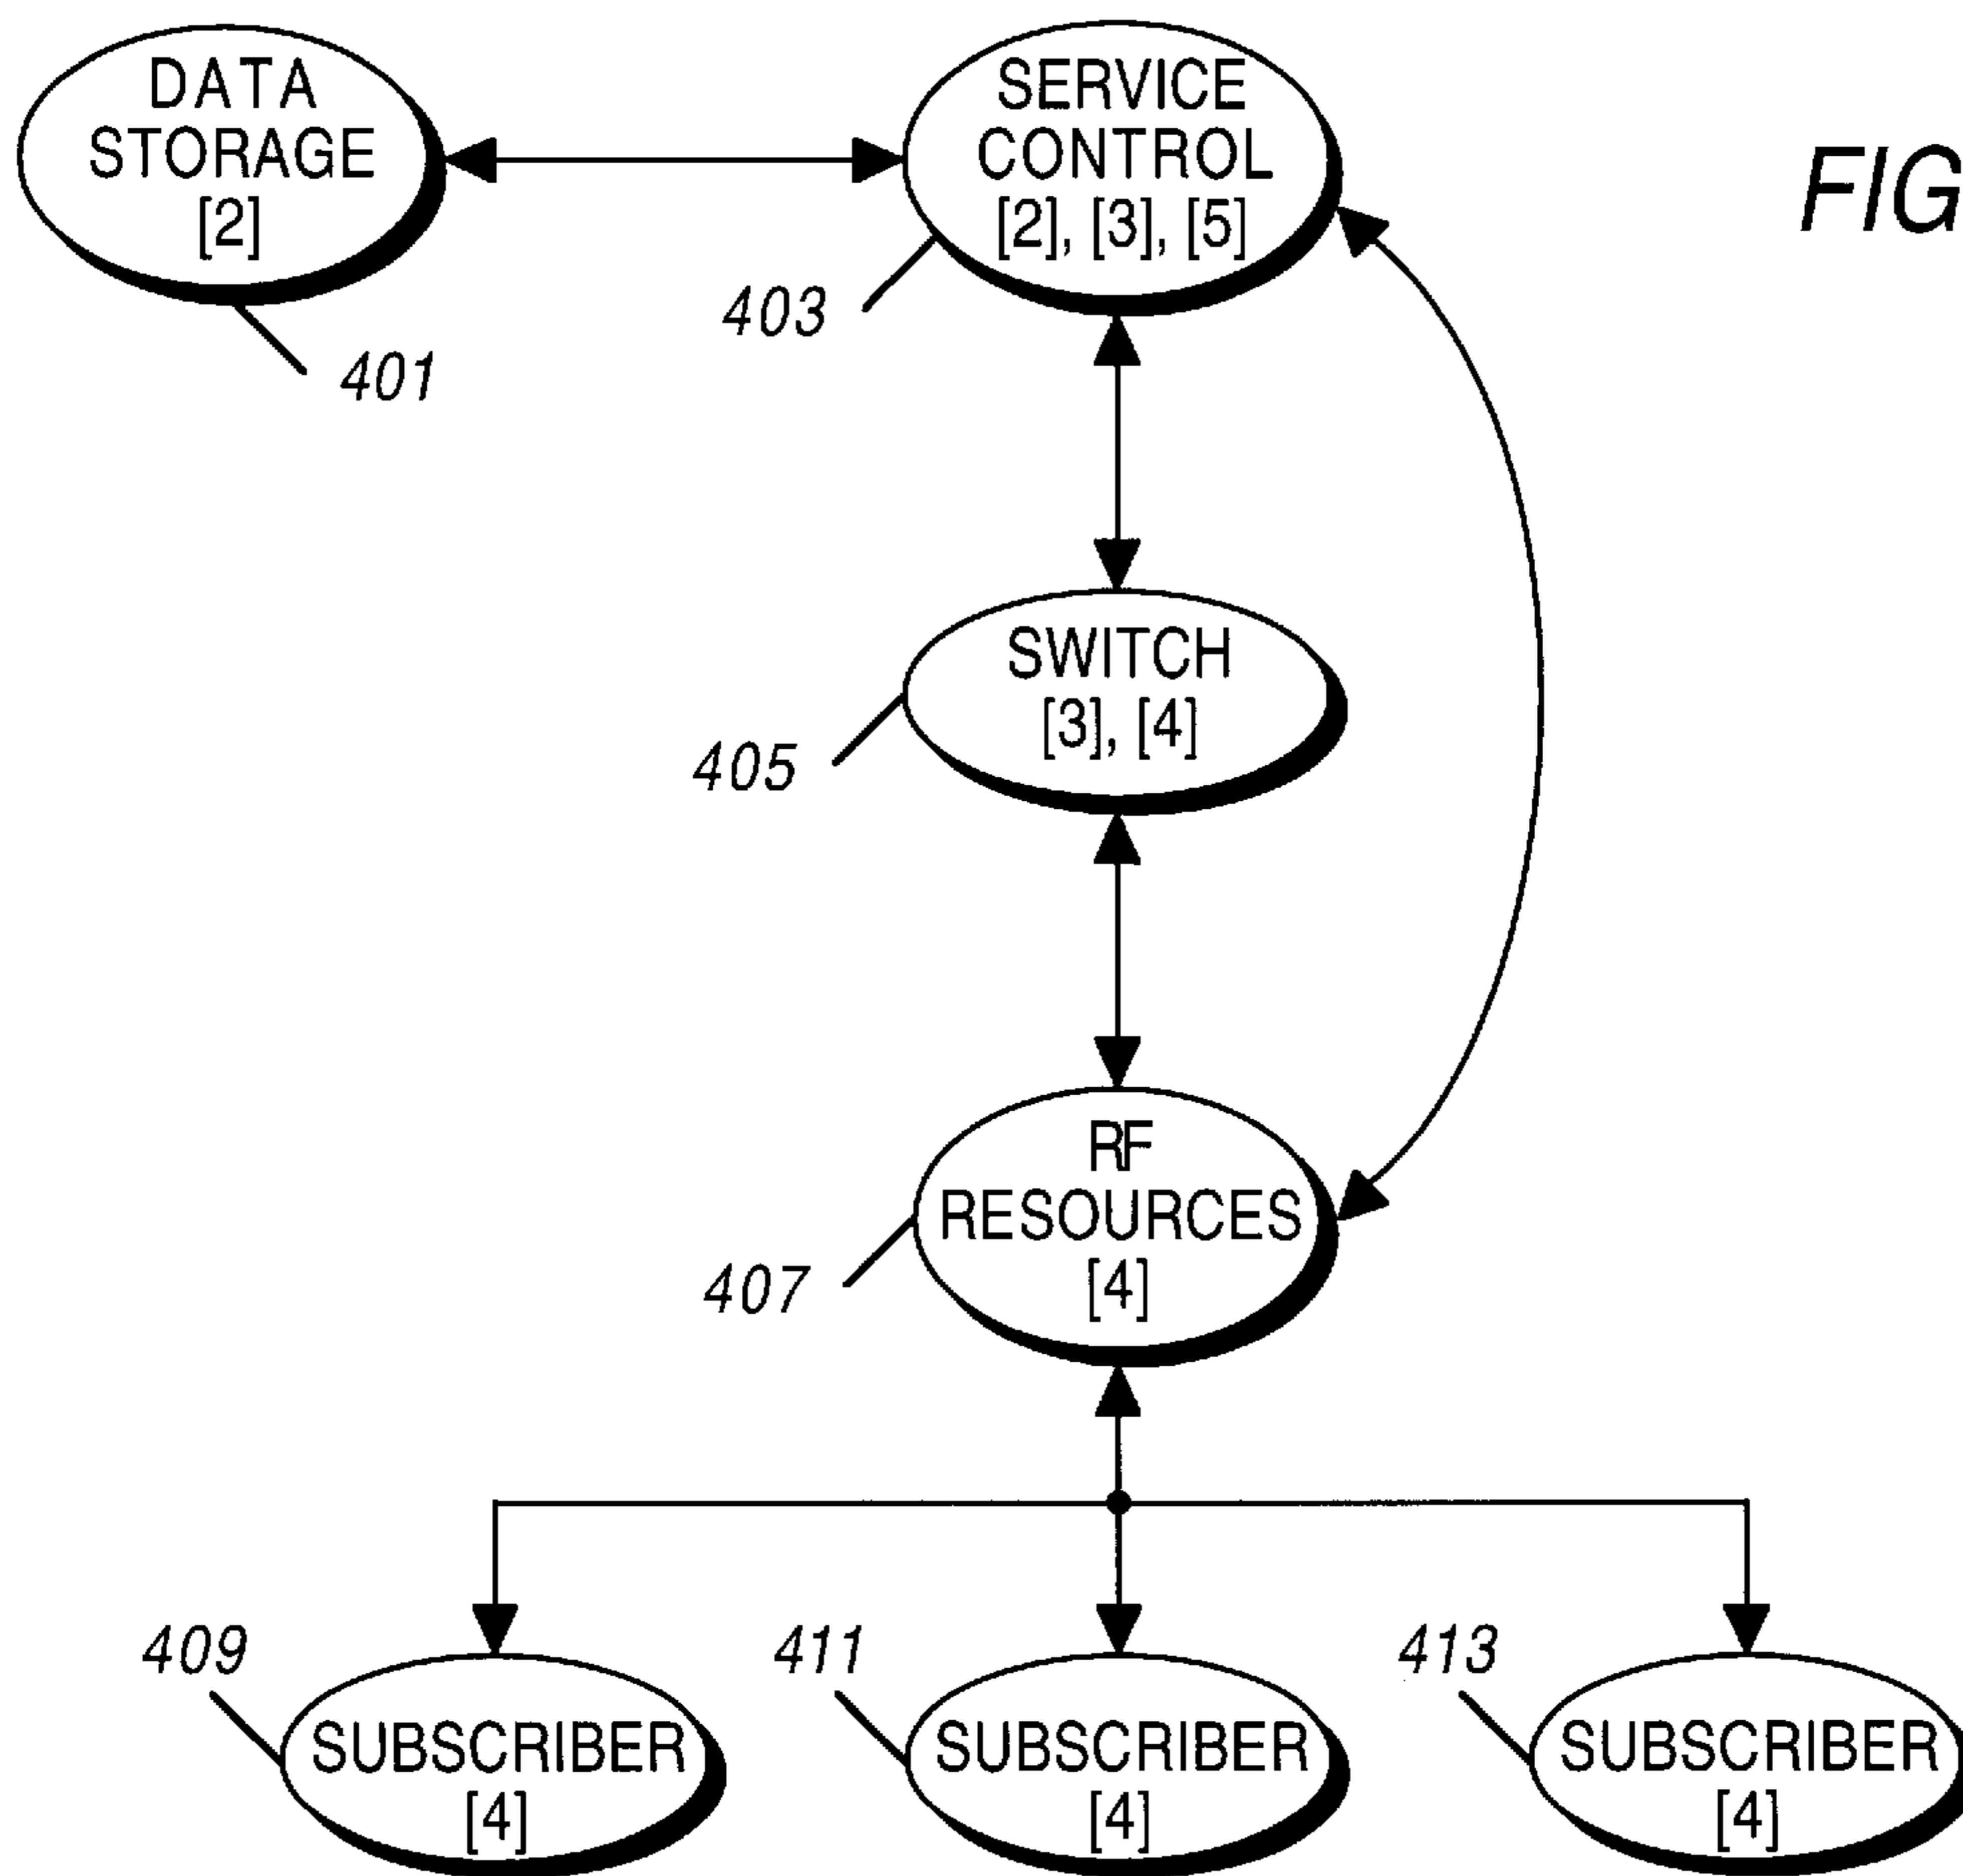 DATA
STORAGE
[2]
401
SERVICE
CONTROL
[2], [3], [5]
403
FIG
SWITCH
[3], [4]
405
RF
RESOURCES
[4]
407
409
SUBSCRIBER
[4]
411
SUBSCRIBER
[4]
413
SUBSCRIBER
[4]